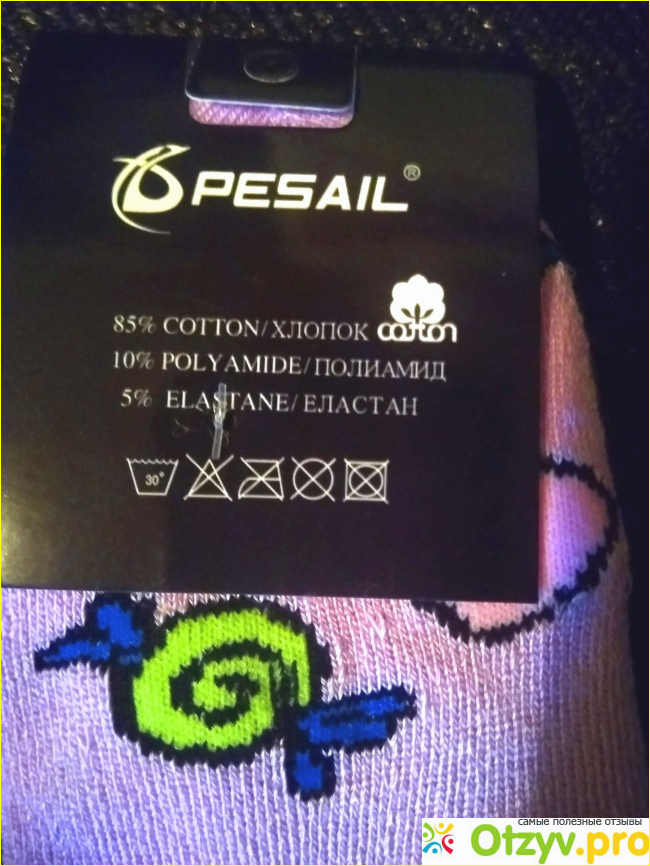 PESAIL®
85% COTTON/ХЛОПОК cotton
10% POLYAMIDE/ПОЛИАМИД
5% ELASTANE/ЕЛАСТАН
30°
самые полезные отзывы
Otzyv.pro